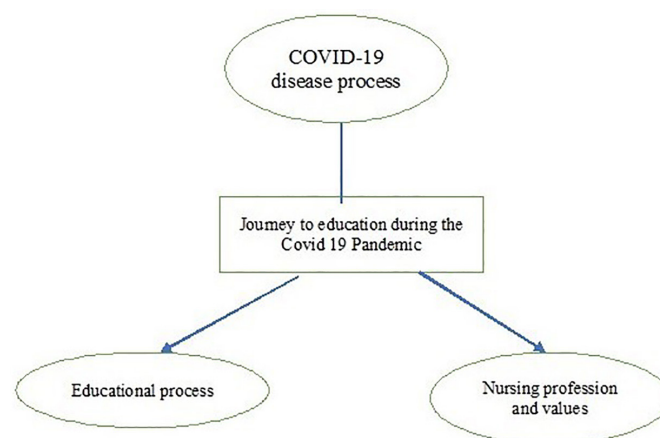 COVID-19
disease process
Journey to education during the
Covid 19 Pandemic
Educational process
Nursing profession
and values